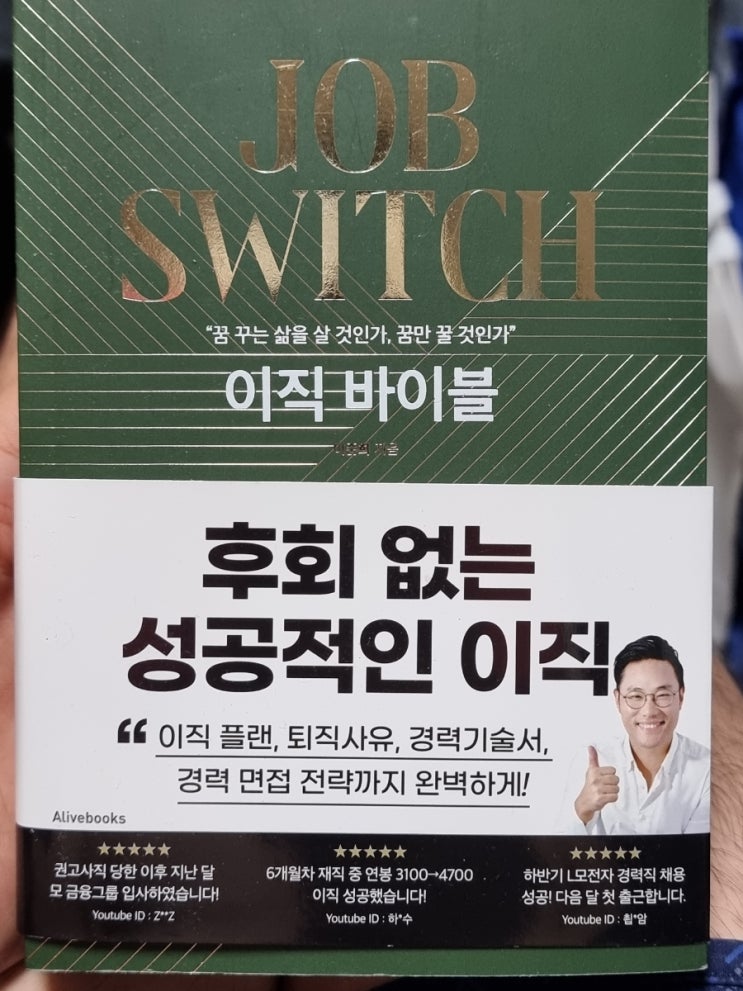 JOB
SWITCH
“꿈 꾸는 삶을 살 것인가, 꿈만 꿀 것인가”
이직 바이블
지음
후회 없는
성공적인 이직
“ 이직 플랜, 퇴직사유, 경력기술서,
경력 면접 전략까지 완벽하게!
Alivebooks
★★★★★
권고사직 당한 이후 지난 달
모 금융그룹 입사하였습니다!
Youtube ID : Z**Z
★★★★★
6개월차 재직 중 연봉 3100→4700
이직 성공했습니다!
Youtube ID : 하*수
★★★★★
하반기 L모전자 경력직 채용
성공! 다음 달 첫 출근합니다.
Youtube ID : 췸*암